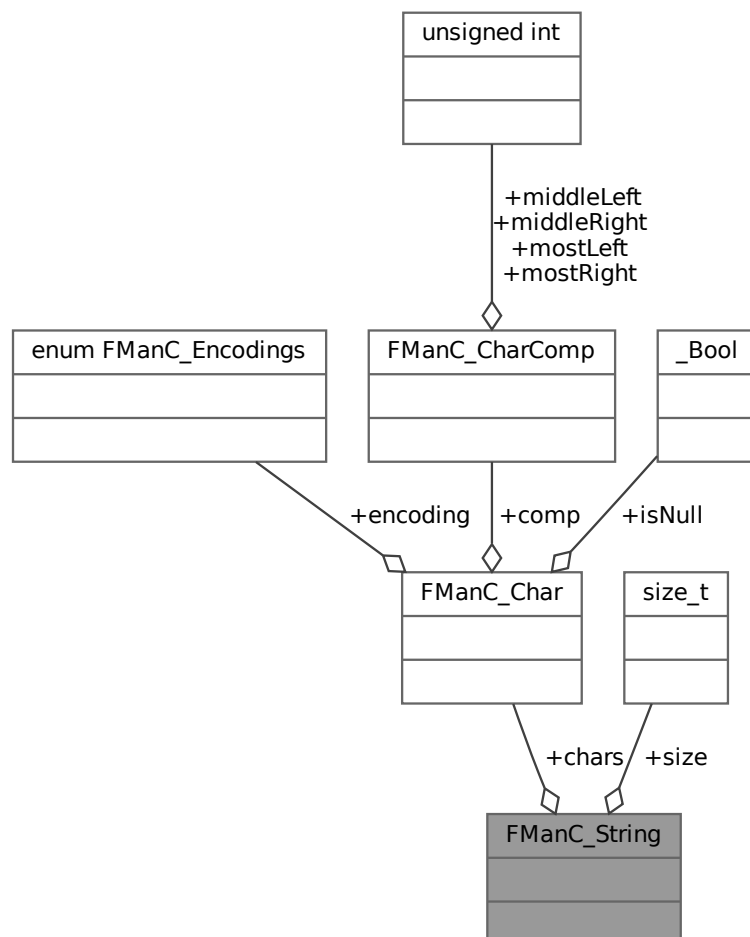 unsigned int
+middleLeft
+middleRight
+mostLeft
+mostRight
enum FManC_Encodings
FManC_CharComp
_Bool
+encoding
+comp
+isNull
FManC_Char
size_t
+chars
+size
FManC_String